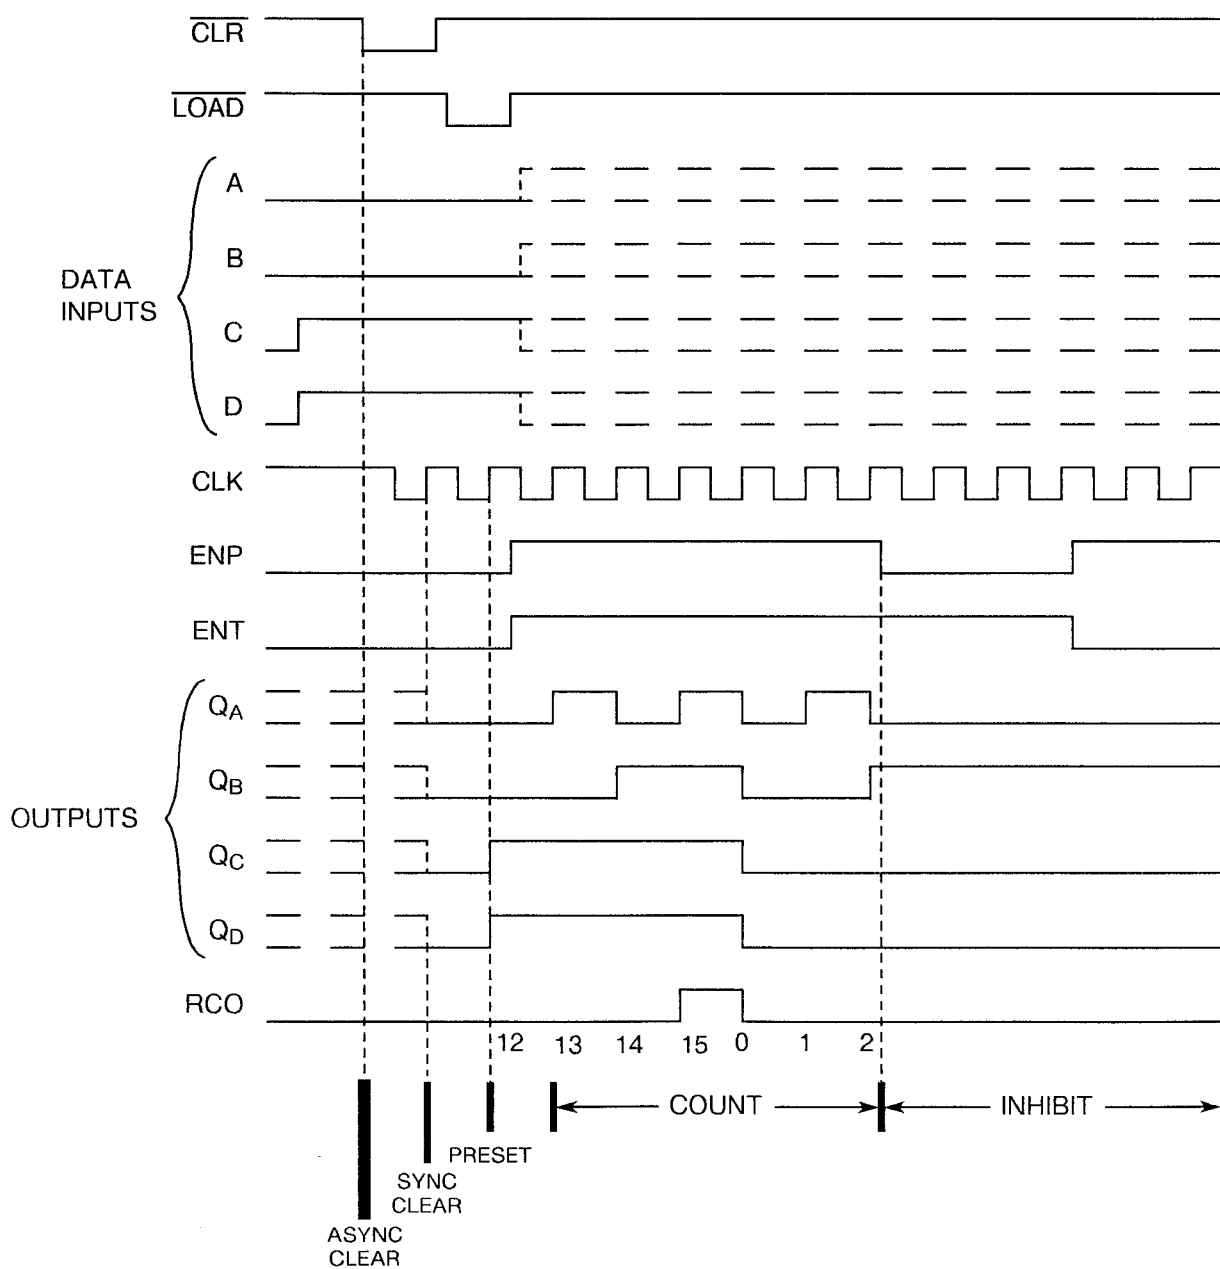 CLR
LOAD
A
B
DATA
INPUTS
C
D
CLK
ENP
ENT
QA
QB
OUTPUTS
QC
QD
RCO
12 13 14 15 0 1 2
COUNT INHIBIT
PRESET
SYNC
CLEAR
ASYNC
CLEAR